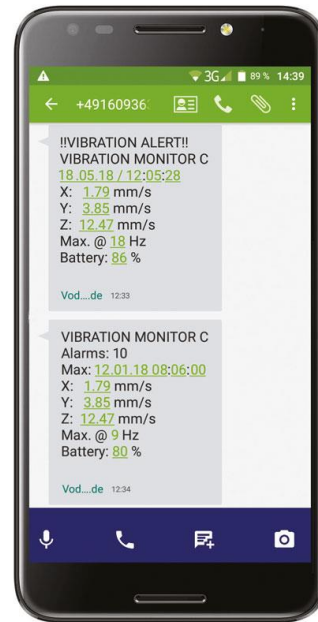 3G 89 % 14:39
+49160936
!!VIBRATION ALERT!!
VIBRATION MONITOR C
18.05.18 / 12:05:28
X: 1.79 mm/s
Y: 3.85 mm/s
Z: 12.47 mm/s
Max. @ 18 Hz
Battery: 86 %
Vod....de 12:33
VIBRATION MONITOR C
Alarms: 10
Max: 12.01.18 08:06:00
X: 1.79 mm/s
Y: 3.85 mm/s
Z: 12.47 mm/s
Max. @ 9 Hz
Battery: 80 %
Vod....de 12:34